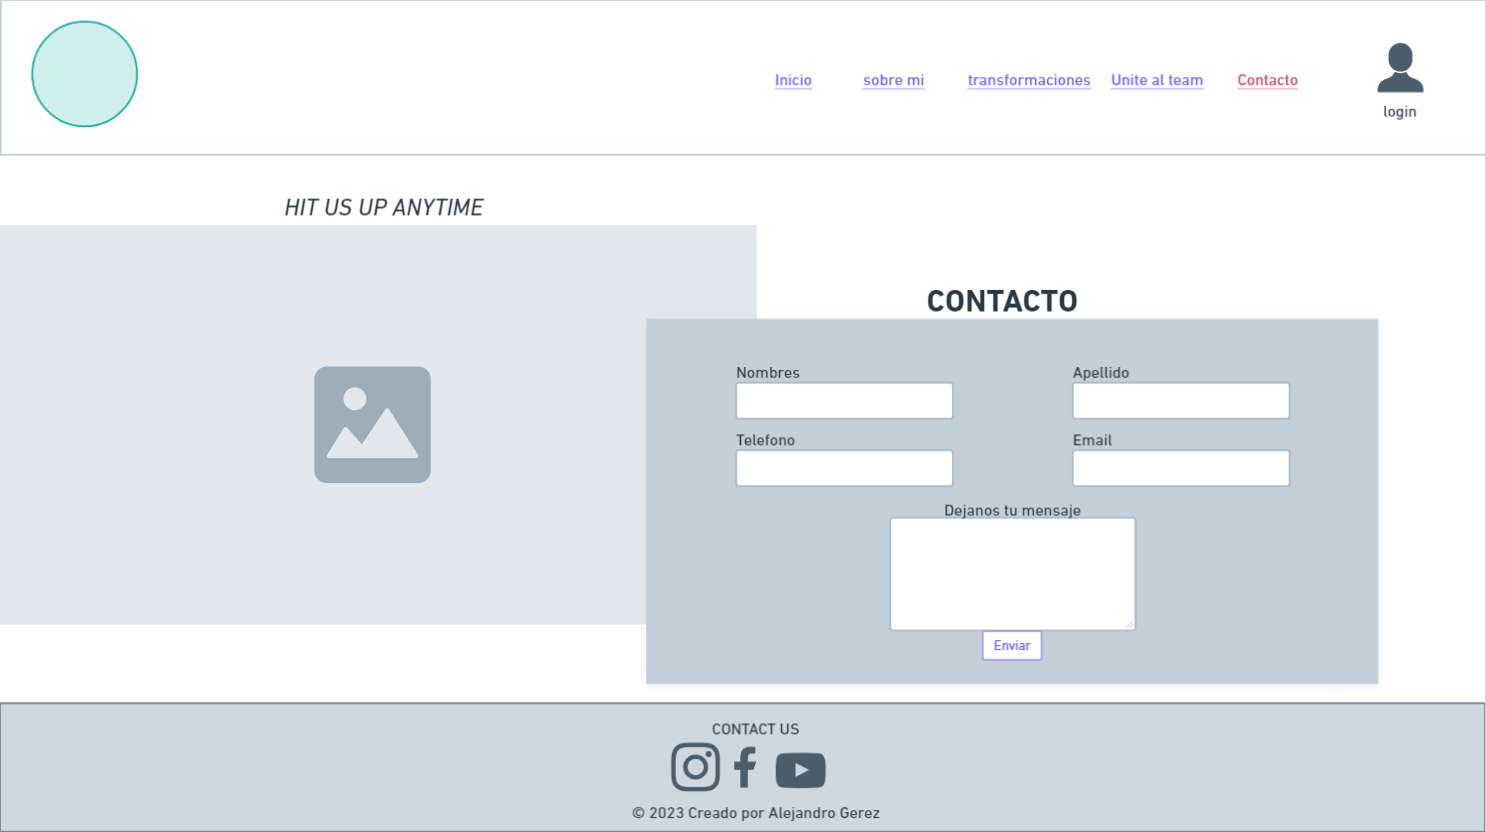 Inicio sobre mi transformaciones Unite al team Contacto
login
HIT US UP ANYTIME
CONTACTO
Nombres Apellido
Telefono Email
Dejanos tu mensaje
Enviar
CONTACT US
© 2023 Creado por Alejandro Gerez